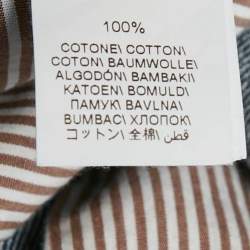 100%
COTONE\ COTTON\
COTON\ BAUMWOLLE\
ALGODÓN\ BAMBAKI\
KATOEN\ BOMULD\
ПАМУК\ BAVLNA\
BUMBAC\ ХЛОПОК\
コットン\ 全棉\ قطن\